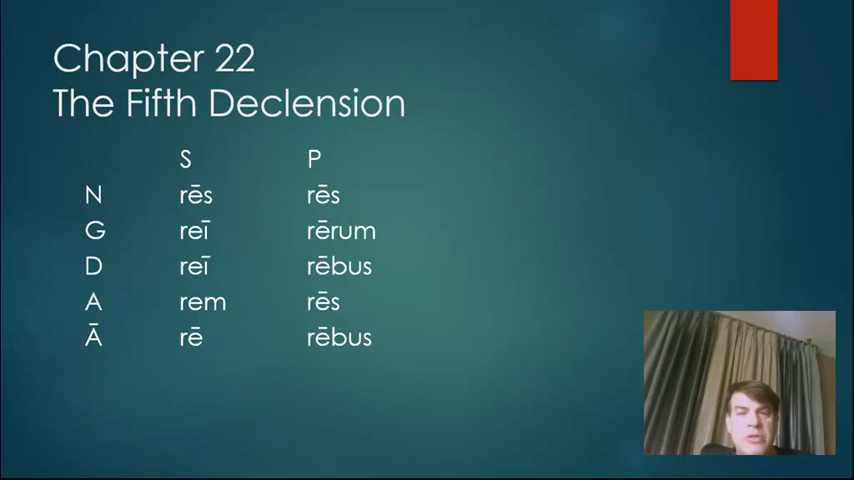 Chapter 22
The Fifth Declension
S P
N rēs rēs
G reī rērum
D reī rēbus
A rem rēs
Ā rē rēbus